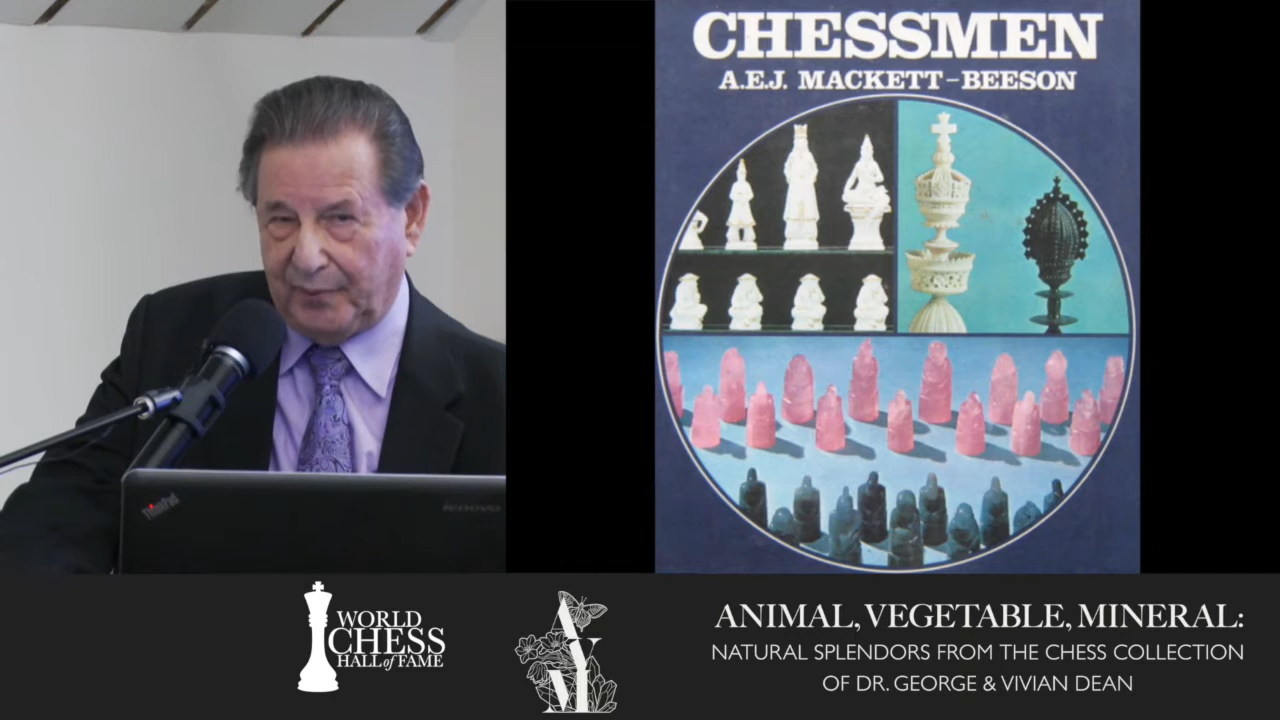 CHESSMEN
A.E.J. MACKETT-BEESON
ThinkPad
lenovo
WORLD
CHESS
HALL of FAME
AVM
ANIMAL, VEGETABLE, MINERAL:
NATURAL SPLENDORS FROM THE CHESS COLLECTION
OF DR. GEORGE & VIVIAN DEAN